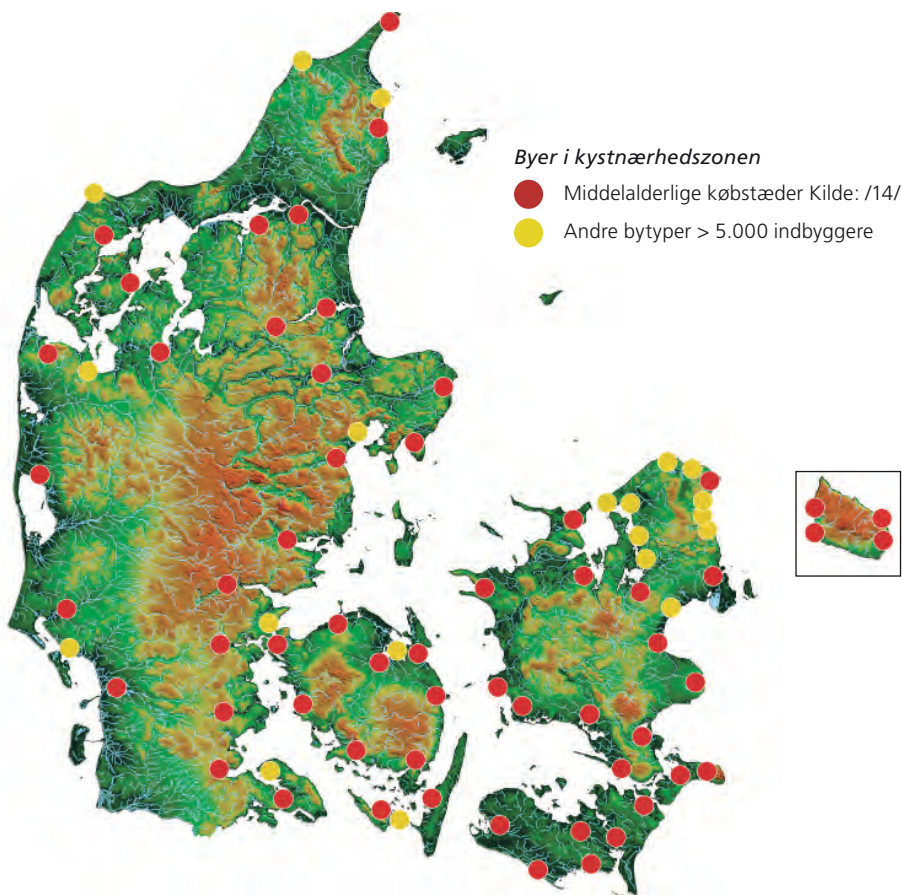 Byer i kystnærhedszonen
Middelalderlige købstæder Kilde: /14/
Andre bytyper > 5.000 indbyggere